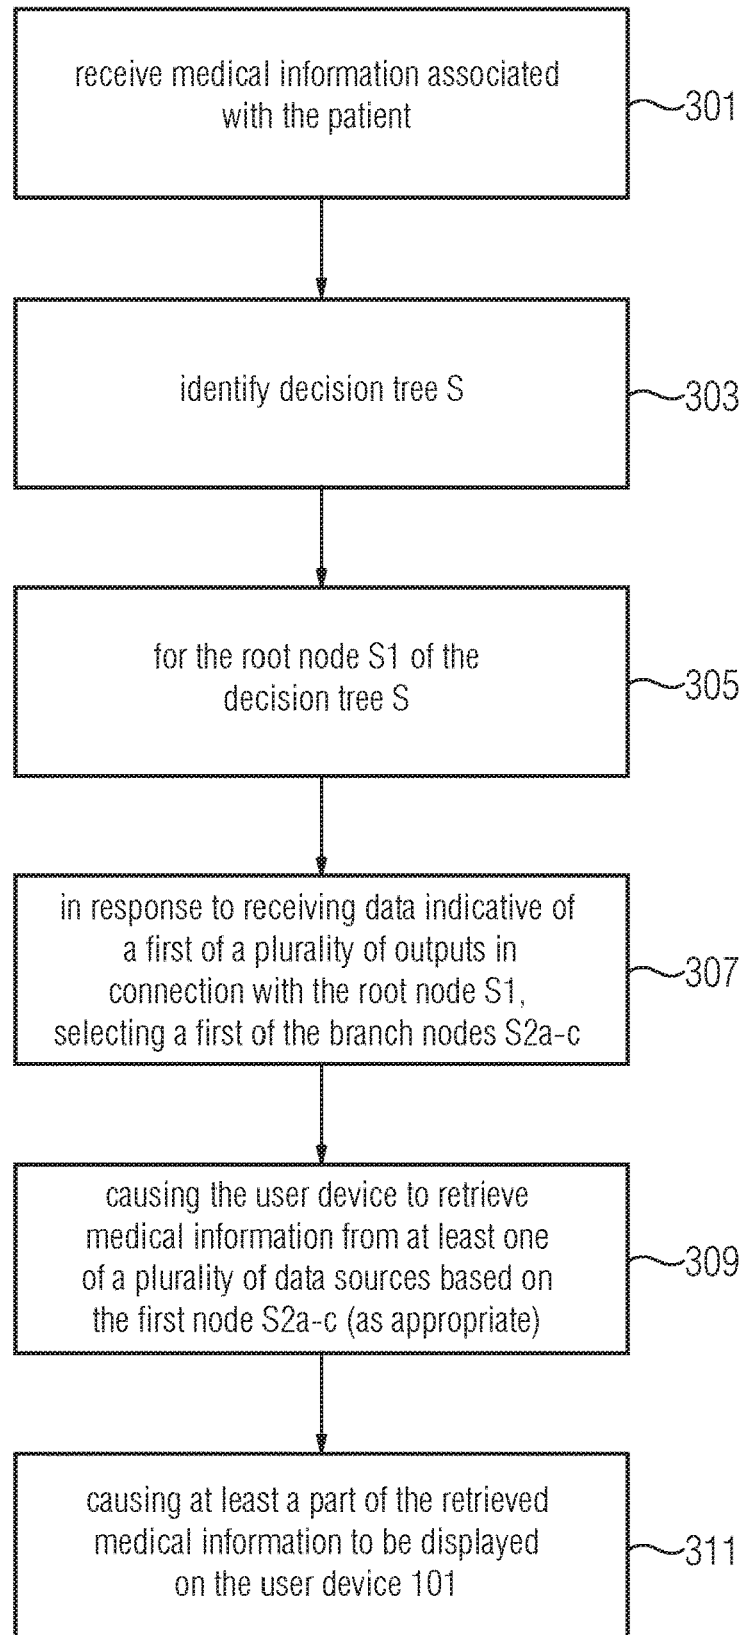 receive medical information associated
with the patient
301
identify decision tree S
303
for the root node S1 of the
decision tree S
305
in response to receiving data indicative of
a first of a plurality of outputs in
connection with the root node S1,
selecting a first of the branch nodes S2a-c
307
causing the user device to retrieve
medical information from at least one
of a plurality of data sources based on
the first node S2a-c (as appropriate)
309
causing at least a part of the retrieved
medical information to be displayed
on the user device 101
311